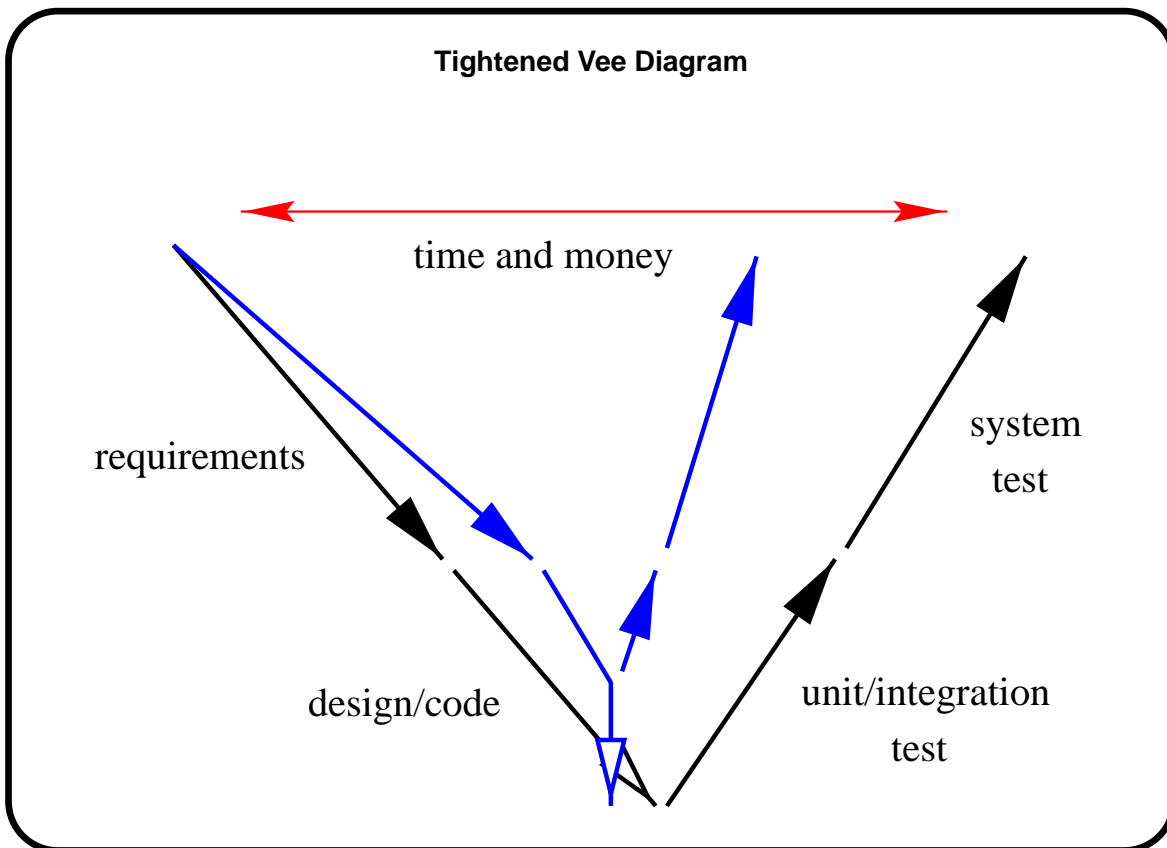 Tightened Vee Diagram
time and money
requirements
system
test
design/code
unit/integration
test